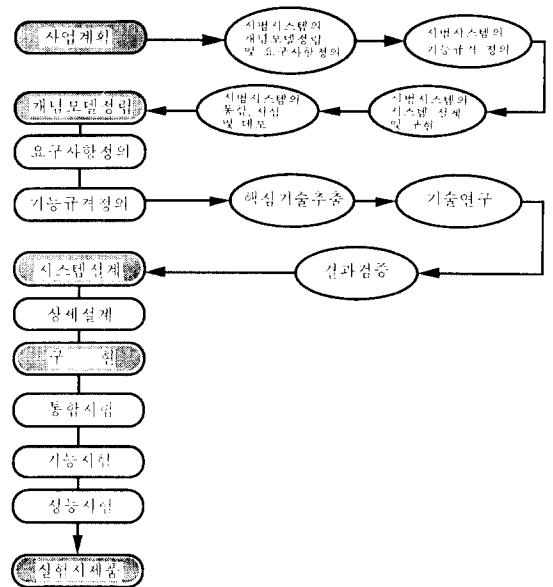 사업계획
시범시스템의
개념모델정립
및 요구사항정의
시범시스템의
기능규격 정의
개념모델정립
시범시스템의
통합, 시험
및 데모
시범시스템의
시스템 설계
및 구현
요구사항정의
기능규격정의
핵심기술추출
기술연구
시스템설계
결과검증
상세설계
구 현
통합시험
기능시험
성능시험
실험시제품